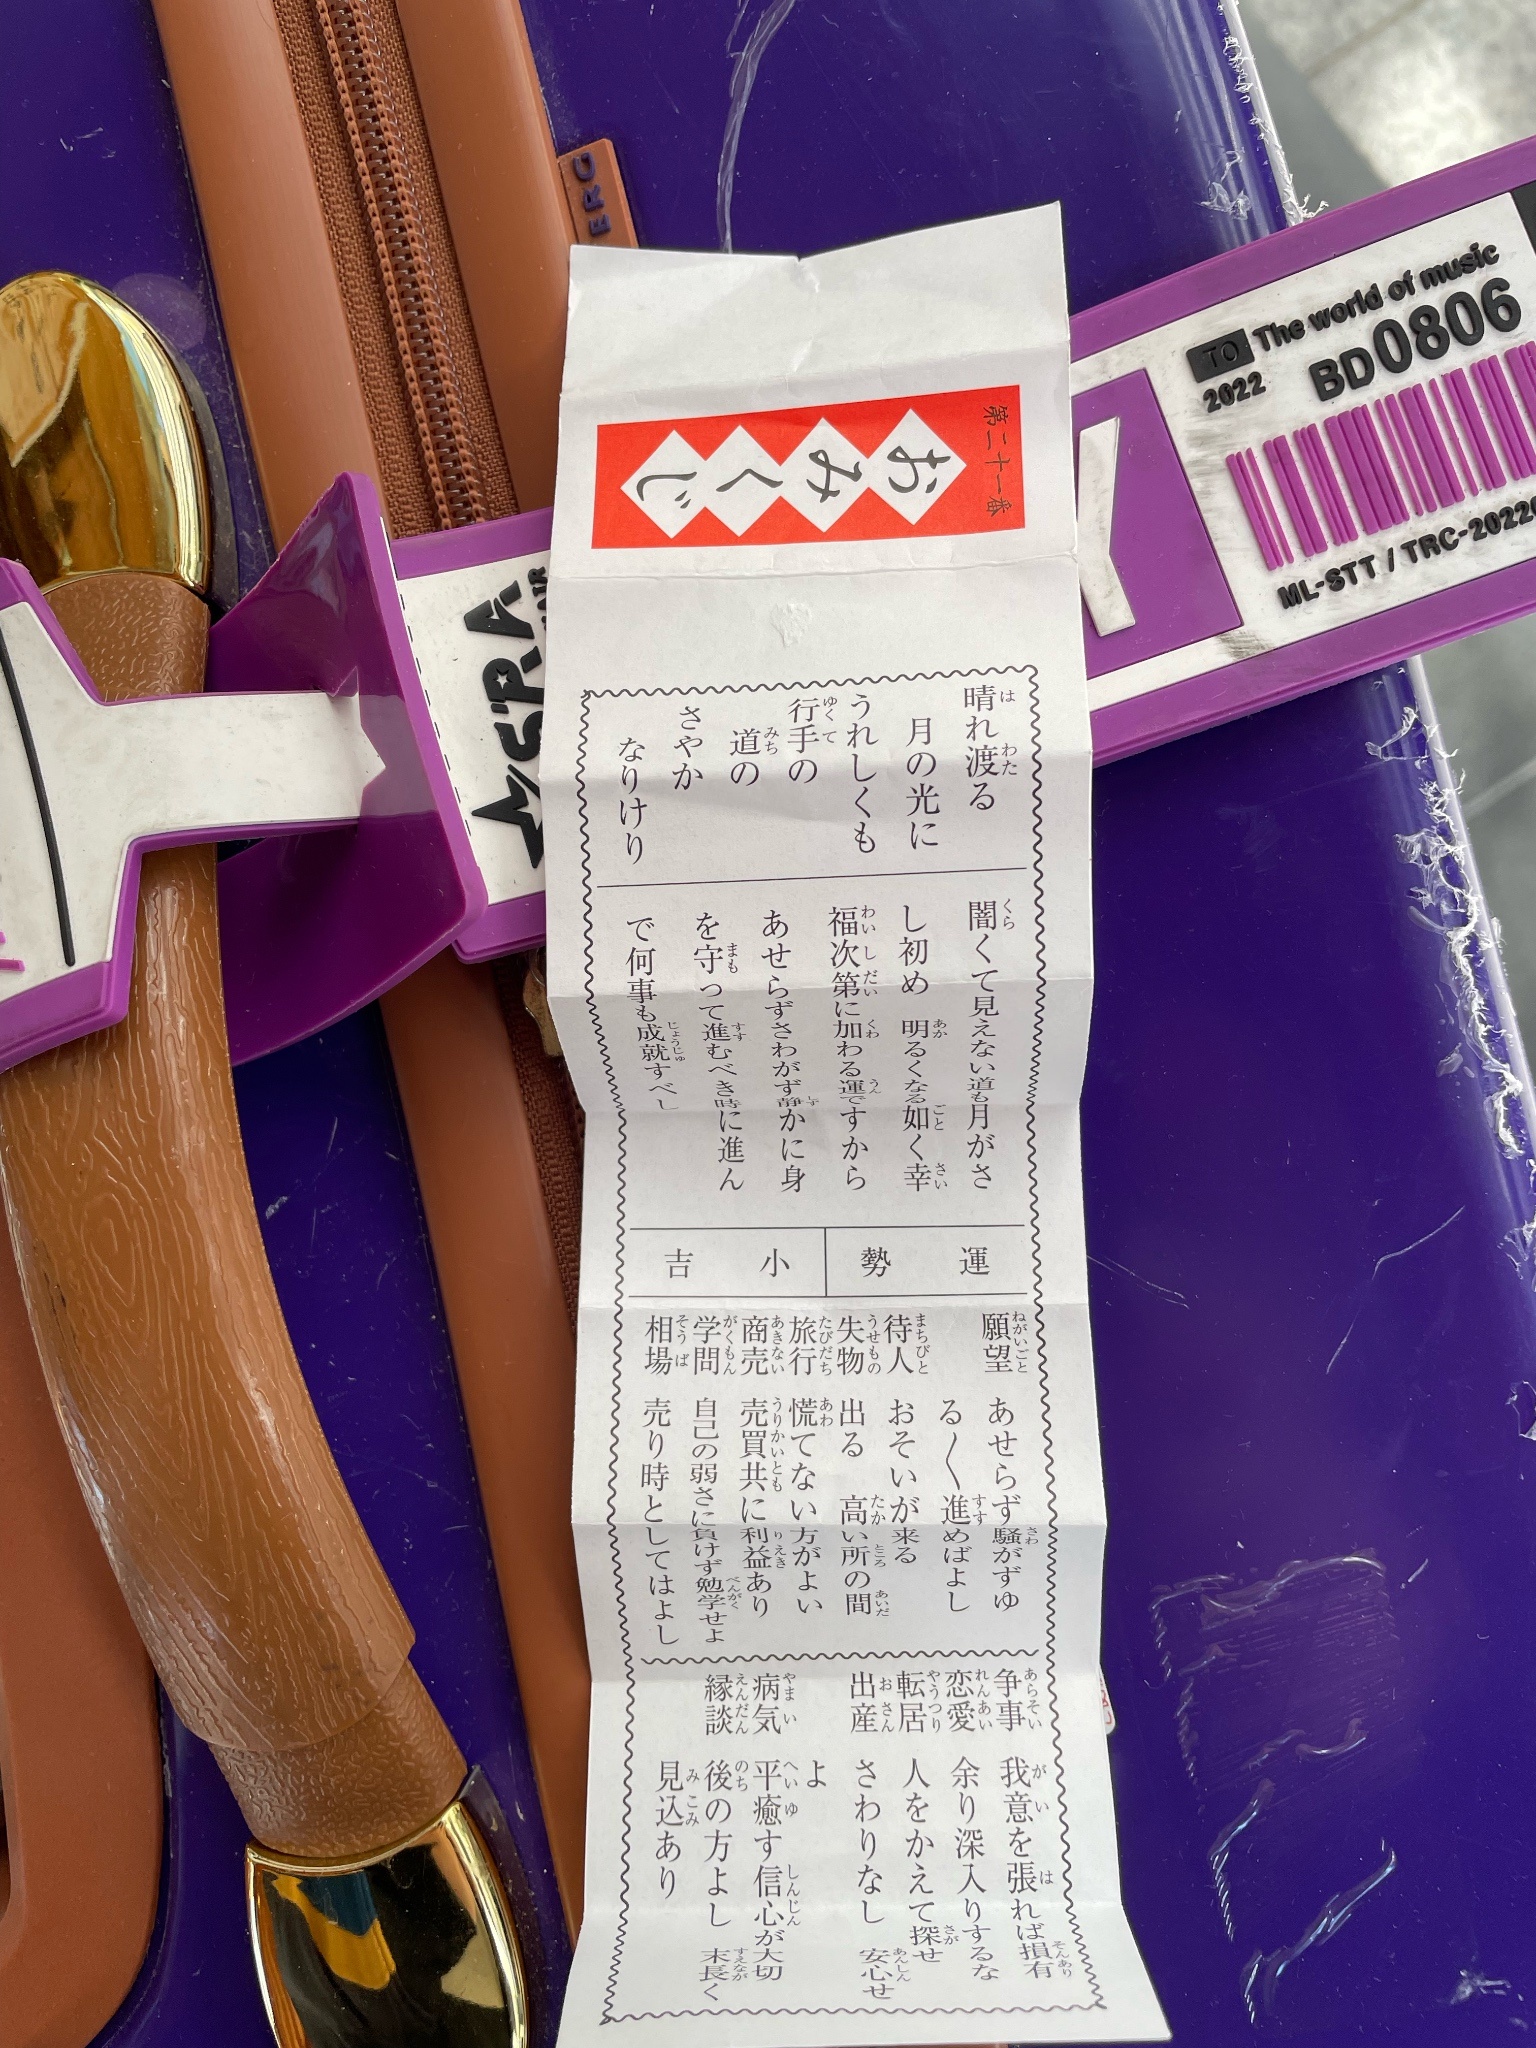 第二十一番
おみくじ
晴れ渡る
月の光に
うれしくも
行手の
道の
さやか
なりけり
闇くて見えない道も月がさ
し初め 明るくなる如く幸
福次第に加わる運ですから
あせらずさわがず静かに身
を守って進むべき時に進ん
で何事も成就すべし
運勢 小吉
願望 あせらず騒がずゆ
る〱進めばよし
待人 おそいが来る
失物 出る 高い所の間
旅行 慌てない方がよい
商売 売買共に利益あり
学問 自己の弱さに負けず勉学せよ
相場 売り時としてはよし
争事 我意を張れば損有
恋愛 余り深入りするな
転居 人をかえて探せ
出産 さわりなし 安心せ
よ
病気 平癒す信心が大切
縁談 後の方よし 末長く
見込あり
TO The world of music
2022 BD0806
ML-STT / TRC-2022
ERG